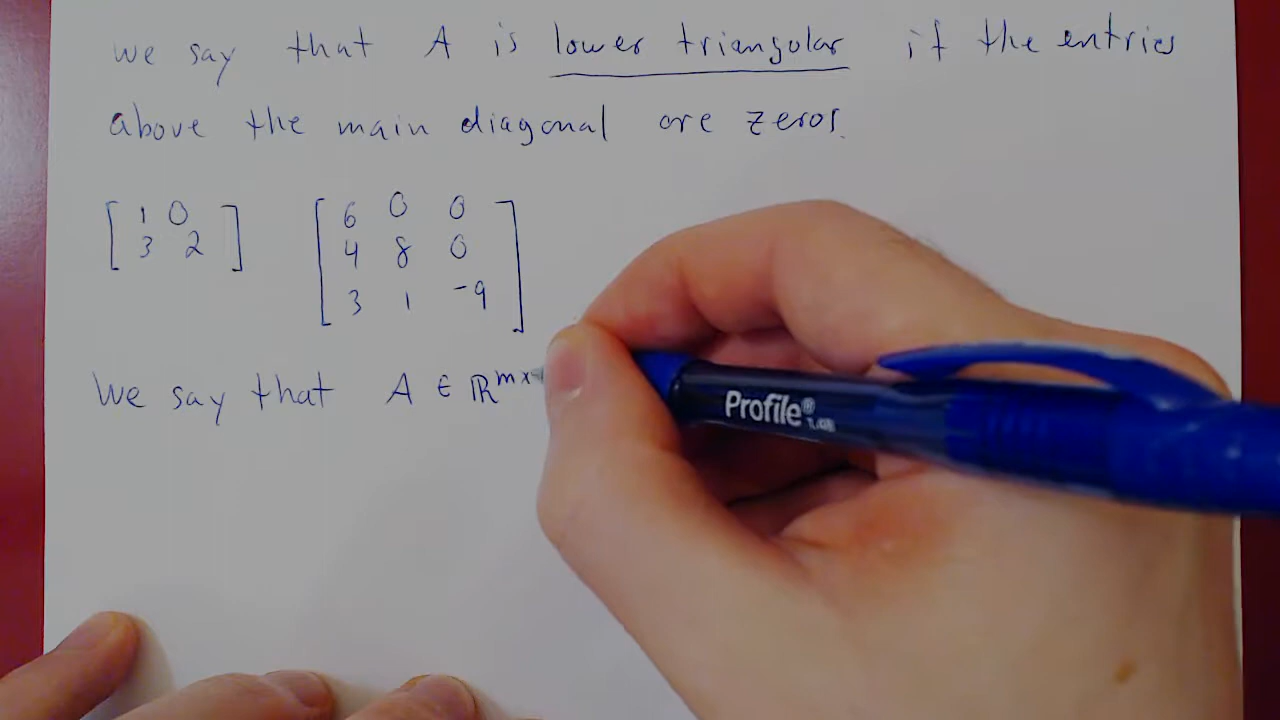 we say that A is lower triangular if the entries
above the main diagonal are zeros.
[ 1 0 ] [ 6 0 0 ]
[ 3 2 ] [ 4 8 0 ]
[ 3 1 -9 ]
We say that A ∈ ℝ^m×
Profile®